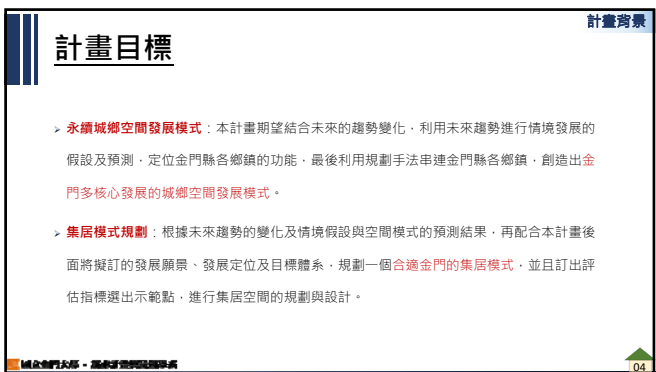 計畫背景
計畫目標
➢ 永續城鄉空間發展模式：本計畫期望結合未來的趨勢變化，利用未來趨勢進行情境發展的
假設及預測，定位金門縣各鄉鎮的功能，最後利用規劃手法串連金門縣各鄉鎮，創造出金
門多核心發展的城鄉空間發展模式。
➢ 集居模式規劃：根據未來趨勢的變化及情境假設與空間模式的預測結果，再配合本計畫後
面將擬訂的發展願景、發展定位及目標體系，規劃一個合適金門的集居模式，並且訂出評
估指標選出示範點，進行集居空間的規劃與設計。
國立金門大學 -
04